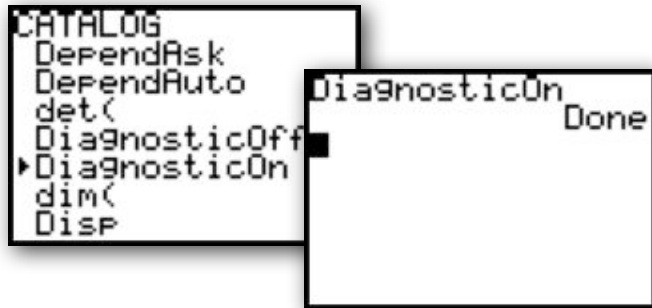 CATALOG
DependAsk
DependAuto
det(
DiagnosticOff
▸DiagnosticOn
dim(
Disp
DiagnosticOn
Done